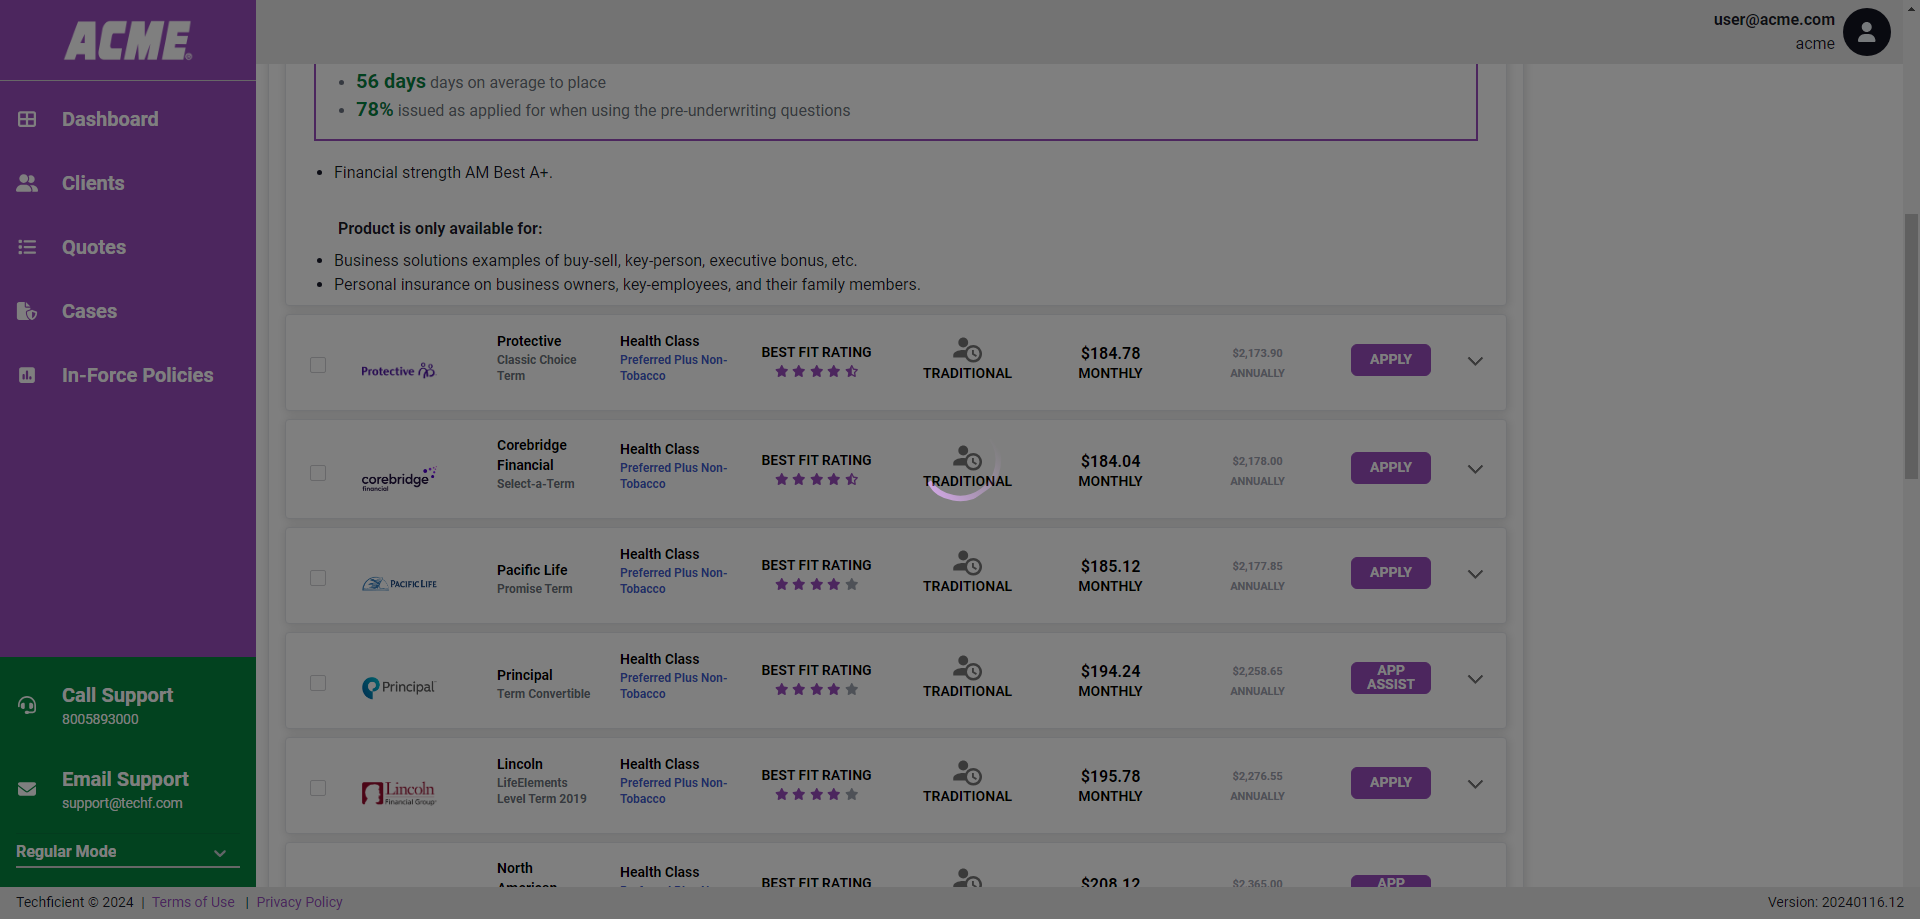 ACME®
user@acme.com
acme
Dashboard
Clients
Quotes
Cases
In-Force Policies
Call Support
8005893000
Email Support
support@techf.com
Regular Mode
56 days days on average to place
78% issued as applied for when using the pre-underwriting questions
Financial strength AM Best A+.
Product is only available for:
Business solutions examples of buy-sell, key-person, executive bonus, etc.
Personal insurance on business owners, key-employees, and their family members.
Protective
Protective
Classic Choice
Term
Health Class
Preferred Plus Non-
Tobacco
BEST FIT RATING
TRADITIONAL
$184.78
MONTHLY
$2,173.90
ANNUALLY
APPLY
corebridge
financial
Corebridge
Financial
Select-a-Term
Health Class
Preferred Plus Non-
Tobacco
BEST FIT RATING
TRADITIONAL
$184.04
MONTHLY
$2,178.00
ANNUALLY
APPLY
PACIFIC LIFE
Pacific Life
Promise Term
Health Class
Preferred Plus Non-
Tobacco
BEST FIT RATING
TRADITIONAL
$185.12
MONTHLY
$2,177.85
ANNUALLY
APPLY
Principal
Principal
Term Convertible
Health Class
Preferred Plus Non-
Tobacco
BEST FIT RATING
TRADITIONAL
$194.24
MONTHLY
$2,258.65
ANNUALLY
APP
ASSIST
Lincoln
Financial Group
Lincoln
LifeElements
Level Term 2019
Health Class
Preferred Plus Non-
Tobacco
BEST FIT RATING
TRADITIONAL
$195.78
MONTHLY
$2,276.55
ANNUALLY
APPLY
North
American
Health Class
BEST FIT RATING
$208.12
$2,365.00
APP
Techficient © 2024 | Terms of Use | Privacy Policy
Version: 20240116.12